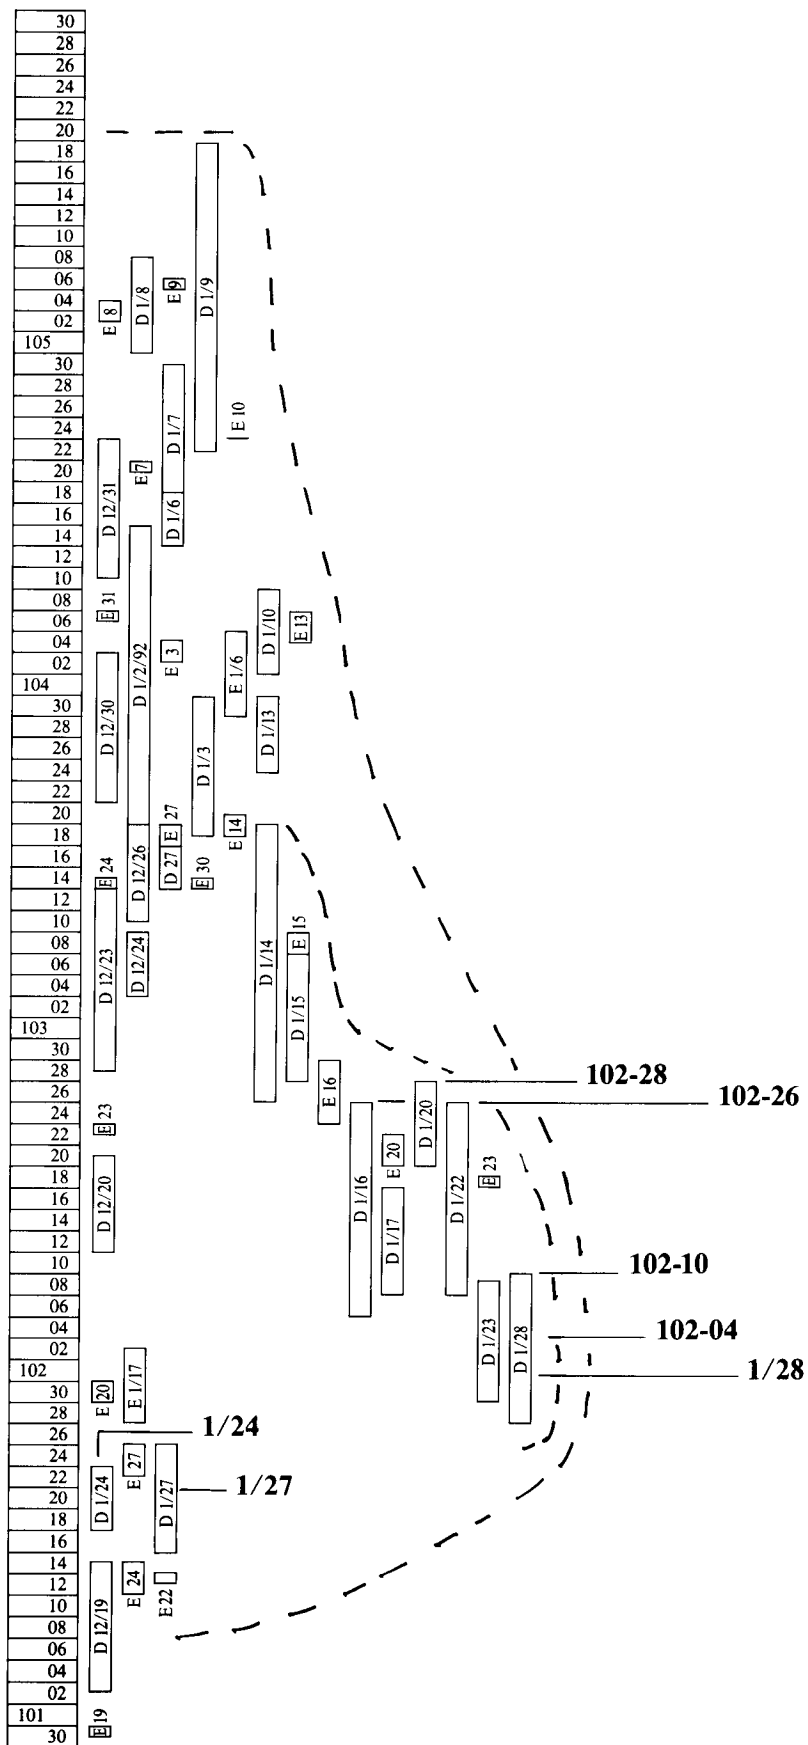 30
28
26
24
22
20
18
16
14
12
10
08
06
04
02
105
30
28
26
24
22
20
18
16
14
12
10
08
06
04
02
104
30
28
26
24
22
20
18
16
14
12
10
08
06
04
02
103
30
28
26
24
22
20
18
16
14
12
10
08
06
04
02
102
30
28
26
24
22
20
18
16
14
12
10
08
06
04
02
101
30
E 8
D 1/8
E 9
D 1/9
D 1/7
E 10
D 12/31
E 7
D 1/6
E 31
D 1/2/92
E 3
E 1/6
D 1/10
E 13
D 12/30
D 1/3
D 1/13
E 24
D 12/26
E 27
D 27
E 30
E 14
D 12/23
D 12/24
D 1/14
E 15
D 1/15
E 16
102-28
102-26
E 23
D 12/20
D 1/16
E 20
D 1/17
D 1/20
D 1/22
E 23
102-10
D 1/23
D 1/28
102-04
1/28
E 20
E 1/17
1/24
D 1/24
E 27
D 1/27
1/27
D 12/19
E 24
E 22
E 19